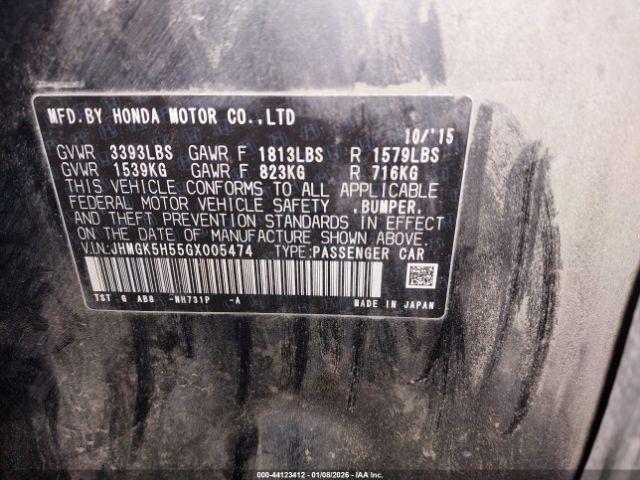 MFD.BY HONDA MOTOR CO.,LTD
10/'15
GVWR 3393LBS GAWR F 1813LBS R 1579LBS
GVWR 1539KG GAWR F 823KG R 716KG
THIS VEHICLE CONFORMS TO ALL APPLICABLE
FEDERAL MOTOR VEHICLE SAFETY ,BUMPER,
AND THEFT PREVENTION STANDARDS IN EFFECT
ON THE DATE OF MANUFACTURE SHOWN ABOVE.
V.IN:JHMGK5H55GX005474 TYPE:PASSENGER CAR
TST G AB8 -NH731P -A MADE IN JAPAN
000-44123412 - 01/08/2026 - IAA Inc.